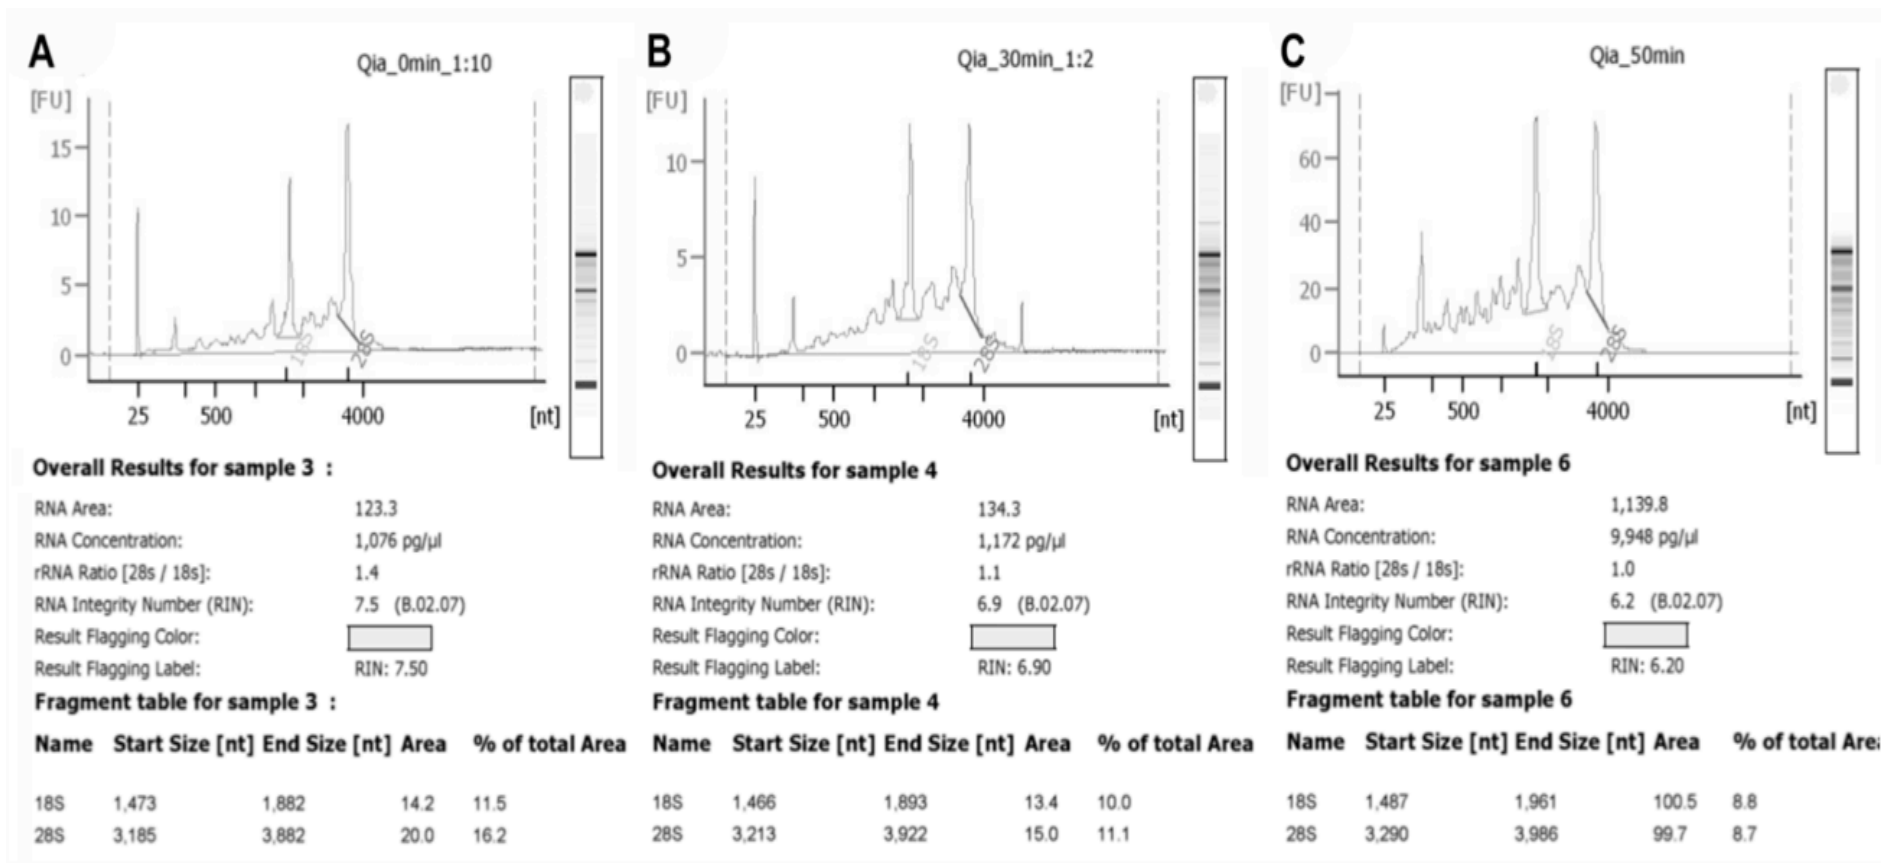 A
Qia_0min_1:10
[FU]
15
10
5
0
18S
28S
25
500
4000
[nt]
Overall Results for sample 3 :
RNA Area: 123.3
RNA Concentration: 1,076 pg/µl
rRNA Ratio [28s / 18s]: 1.4
RNA Integrity Number (RIN): 7.5 (B.02.07)
Result Flagging Color:
Result Flagging Label: RIN: 7.50
Fragment table for sample 3 :
Name Start Size [nt] End Size [nt] Area % of total Area
18S 1,473 1,882 14.2 11.5
28S 3,185 3,882 20.0 16.2
B
Qia_30min_1:2
[FU]
10
5
0
18S
28S
25
500
4000
[nt]
Overall Results for sample 4
RNA Area: 134.3
RNA Concentration: 1,172 pg/µl
rRNA Ratio [28s / 18s]: 1.1
RNA Integrity Number (RIN): 6.9 (B.02.07)
Result Flagging Color:
Result Flagging Label: RIN: 6.90
Fragment table for sample 4
Name Start Size [nt] End Size [nt] Area % of total Area
18S 1,466 1,893 13.4 10.0
28S 3,213 3,922 15.0 11.1
C
Qia_50min
[FU]
60
40
20
0
28S
25
500
4000
[nt]
Overall Results for sample 6
RNA Area: 1,139.8
RNA Concentration: 9,948 pg/µl
rRNA Ratio [28s / 18s]: 1.0
RNA Integrity Number (RIN): 6.2 (B.02.07)
Result Flagging Color:
Result Flagging Label: RIN: 6.20
Fragment table for sample 6
Name Start Size [nt] End Size [nt] Area % of total
18S 1,487 1,961 100.5 8.8
28S 3,290 3,986 99.7 8.7